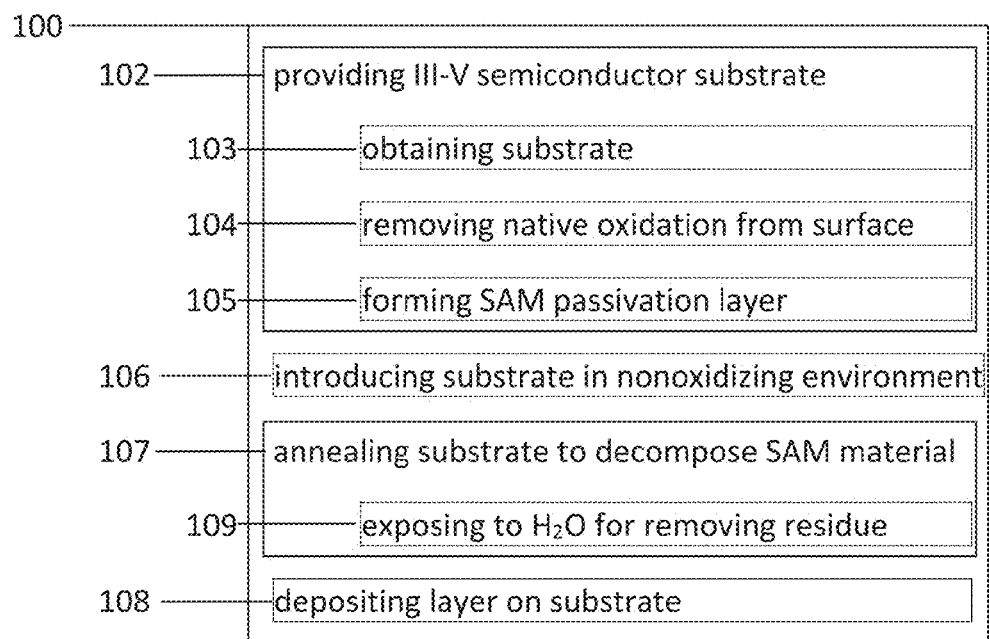 100
102 providing III-V semiconductor substrate
103 obtaining substrate
104 removing native oxidation from surface
105 forming SAM passivation layer
106 introducing substrate in nonoxidizing environment
107 annealing substrate to decompose SAM material
109 exposing to H₂O for removing residue
108 depositing layer on substrate